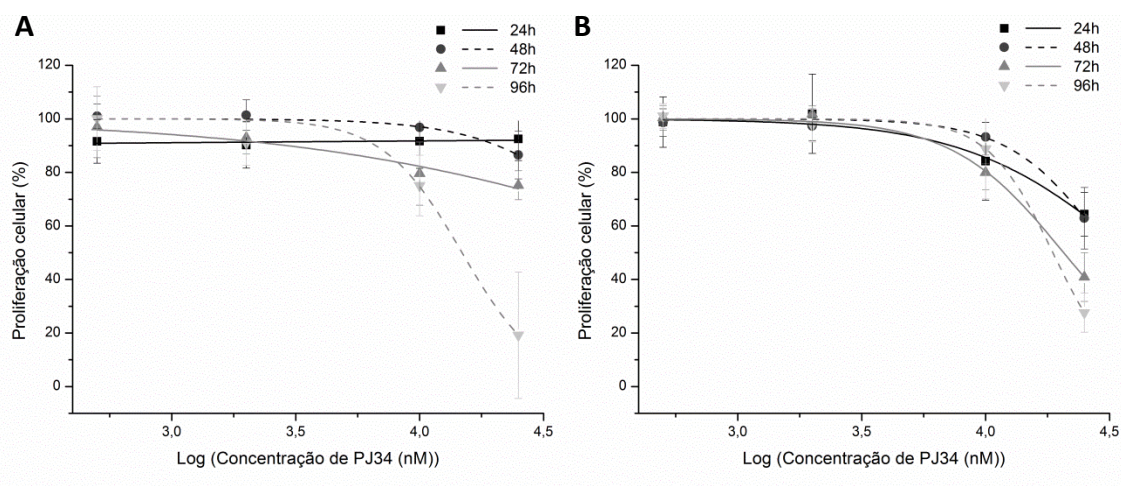 A
24h
48h
72h
96h
120
100
80
60
40
20
0
Proliferação celular (%)
3,0
3,5
4,0
4,5
Log (Concentração de PJ34 (nM))
B
24h
48h
72h
96h
120
100
80
60
40
20
0
Proliferação celular (%)
3,0
3,5
4,0
4,5
Log (Concentração de PJ34 (nM))